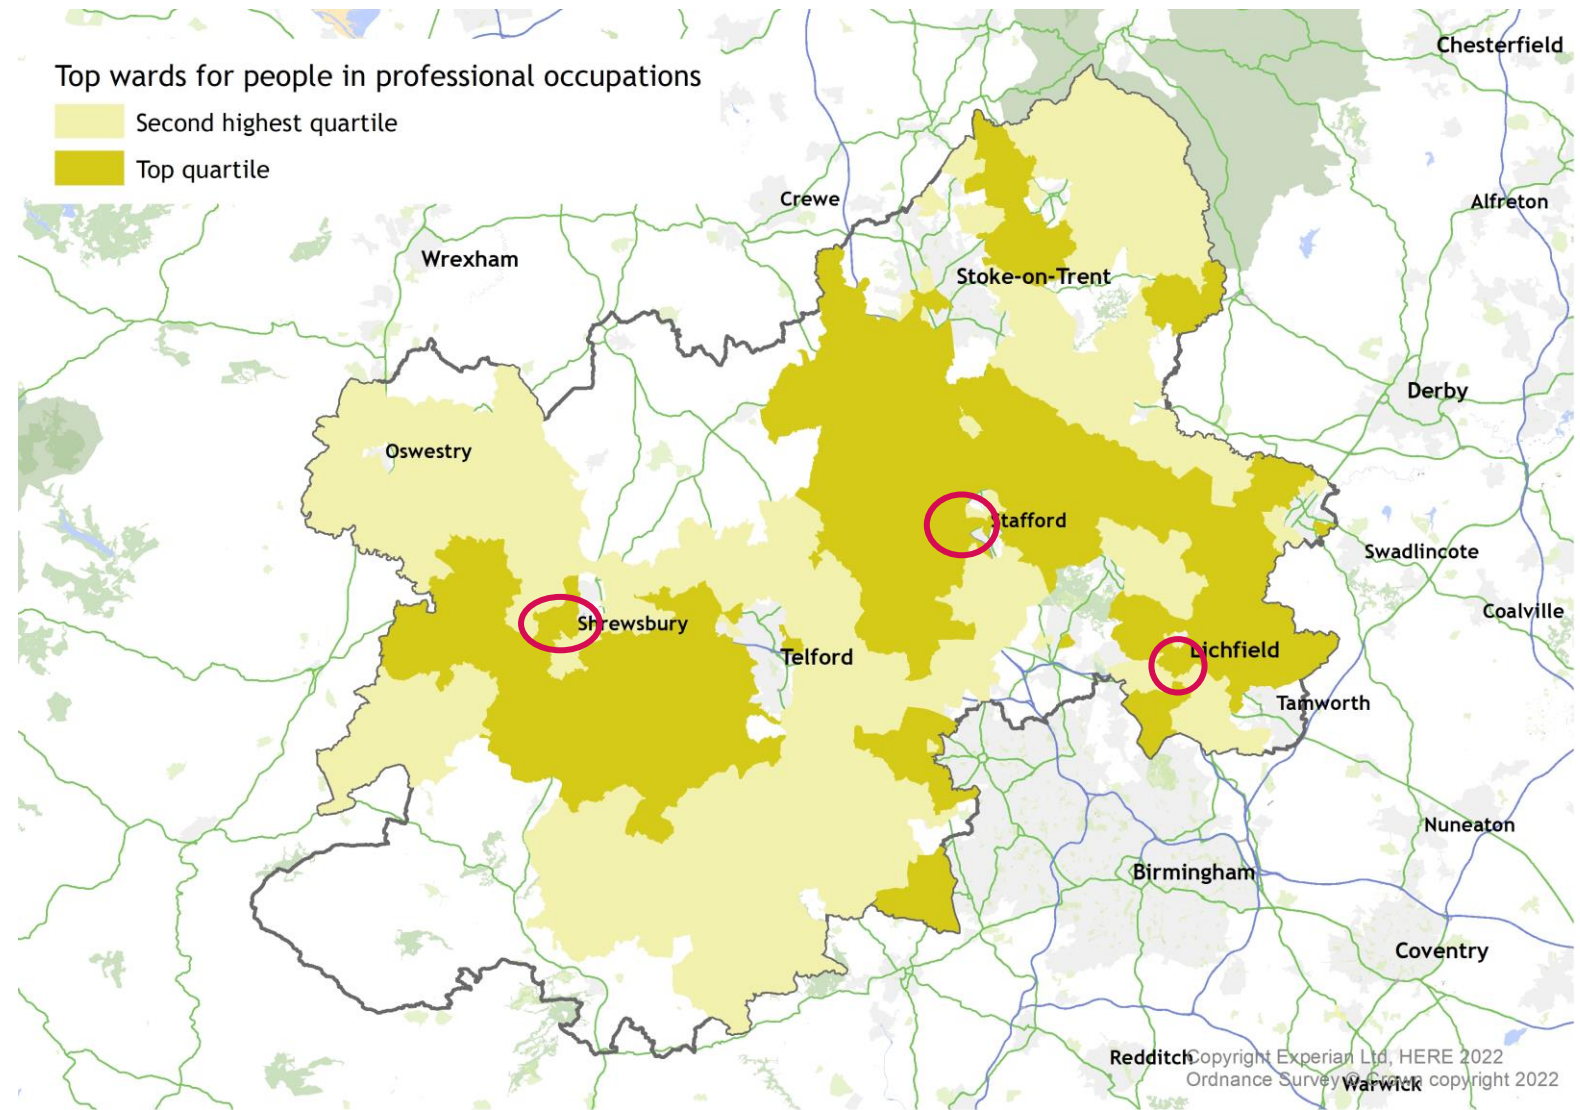 Top wards for people in professional occupations
Second highest quartile
Top quartile
Chesterfield
Crewe
Alfreton
Wrexham
Stoke-on-Trent
Derby
Oswestry
Stafford
Swadlincote
Shrewsbury
Coalville
Telford
Lichfield
Tamworth
Nuneaton
Birmingham
Coventry
Redditch
Copyright Experian Ltd, HERE 2022
Ordnance Survey © Crown copyright 2022
Warwick